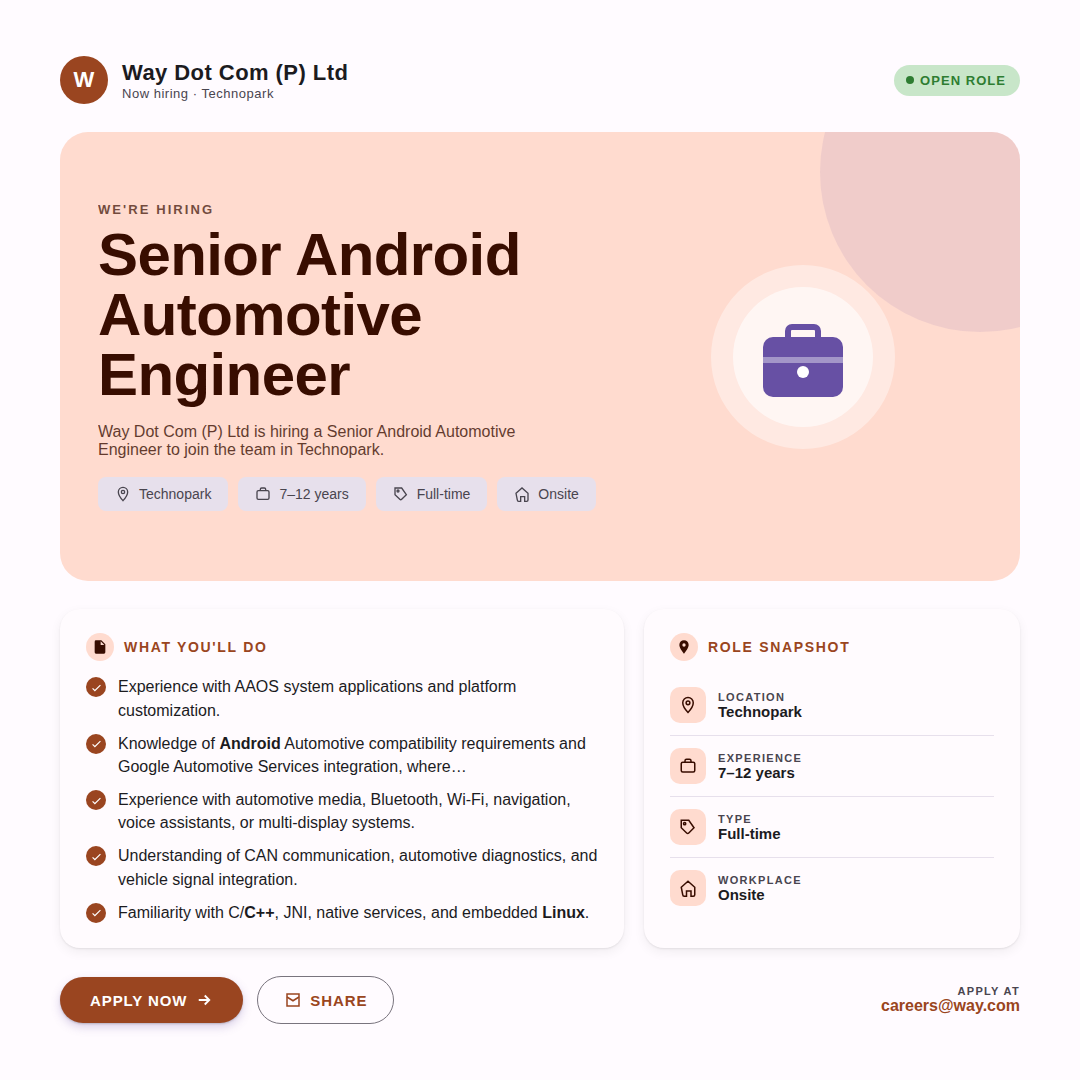 W
Way Dot Com (P) Ltd
Now hiring · Technopark
OPEN ROLE
WE'RE HIRING
Senior Android
Automotive
Engineer
Way Dot Com (P) Ltd is hiring a Senior Android Automotive
Engineer to join the team in Technopark.
Technopark
7–12 years
Full-time
Onsite
WHAT YOU'LL DO
Experience with AAOS system applications and platform
customization.
Knowledge of Android Automotive compatibility requirements and
Google Automotive Services integration, where…
Experience with automotive media, Bluetooth, Wi-Fi, navigation,
voice assistants, or multi-display systems.
Understanding of CAN communication, automotive diagnostics, and
vehicle signal integration.
Familiarity with C/C++, JNI, native services, and embedded Linux.
ROLE SNAPSHOT
LOCATION
Technopark
EXPERIENCE
7–12 years
TYPE
Full-time
WORKPLACE
Onsite
APPLY NOW
SHARE
APPLY AT
careers@way.com